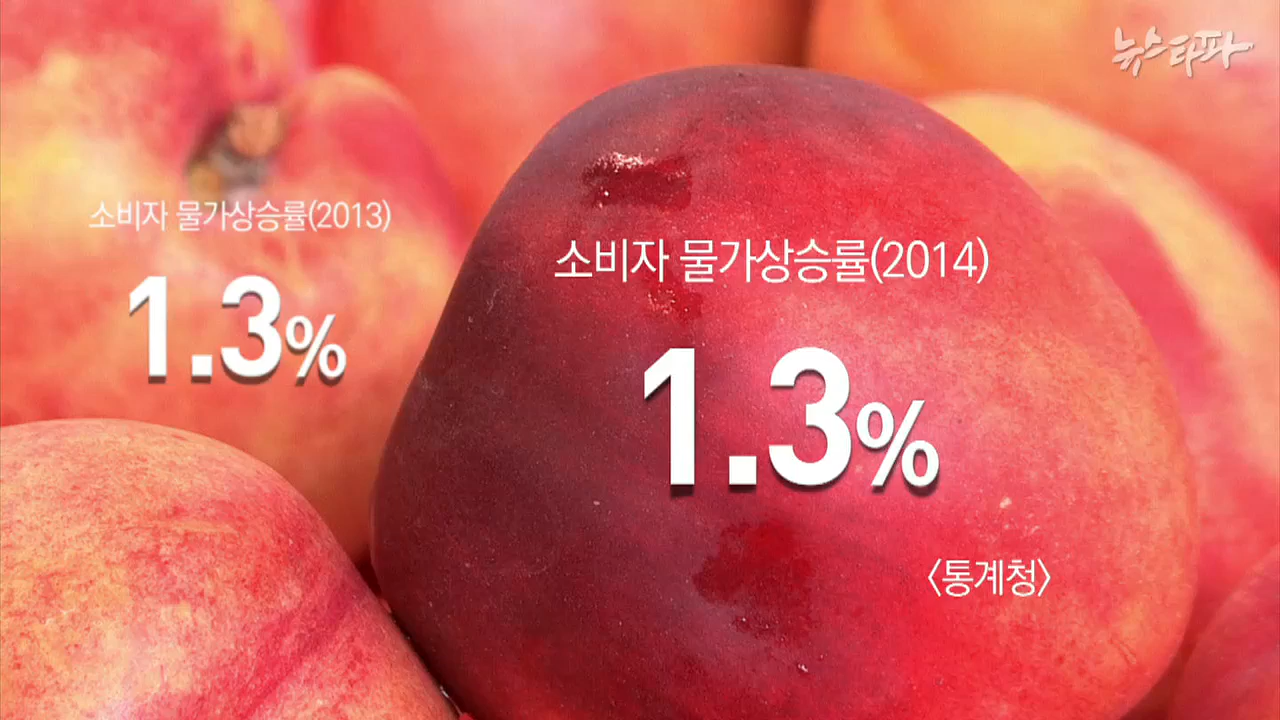 뉴스타파
소비자 물가상승률(2013)
1.3%
소비자 물가상승률(2014)
1.3%
〈통계청〉